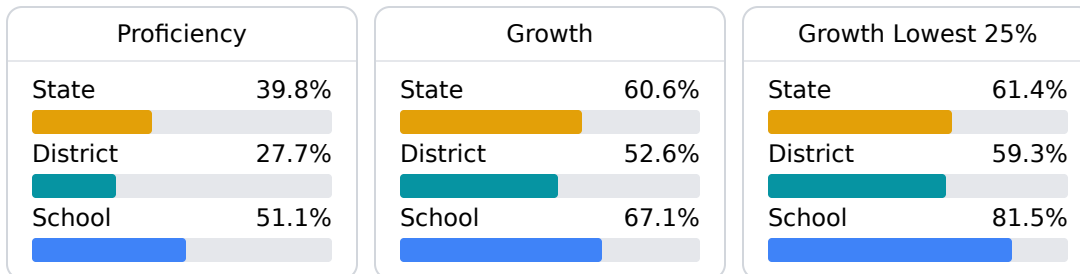 Proficiency
State 39.8%
District 27.7%
School 51.1%
Growth
State 60.6%
District 52.6%
School 67.1%
Growth Lowest 25%
State 61.4%
District 59.3%
School 81.5%